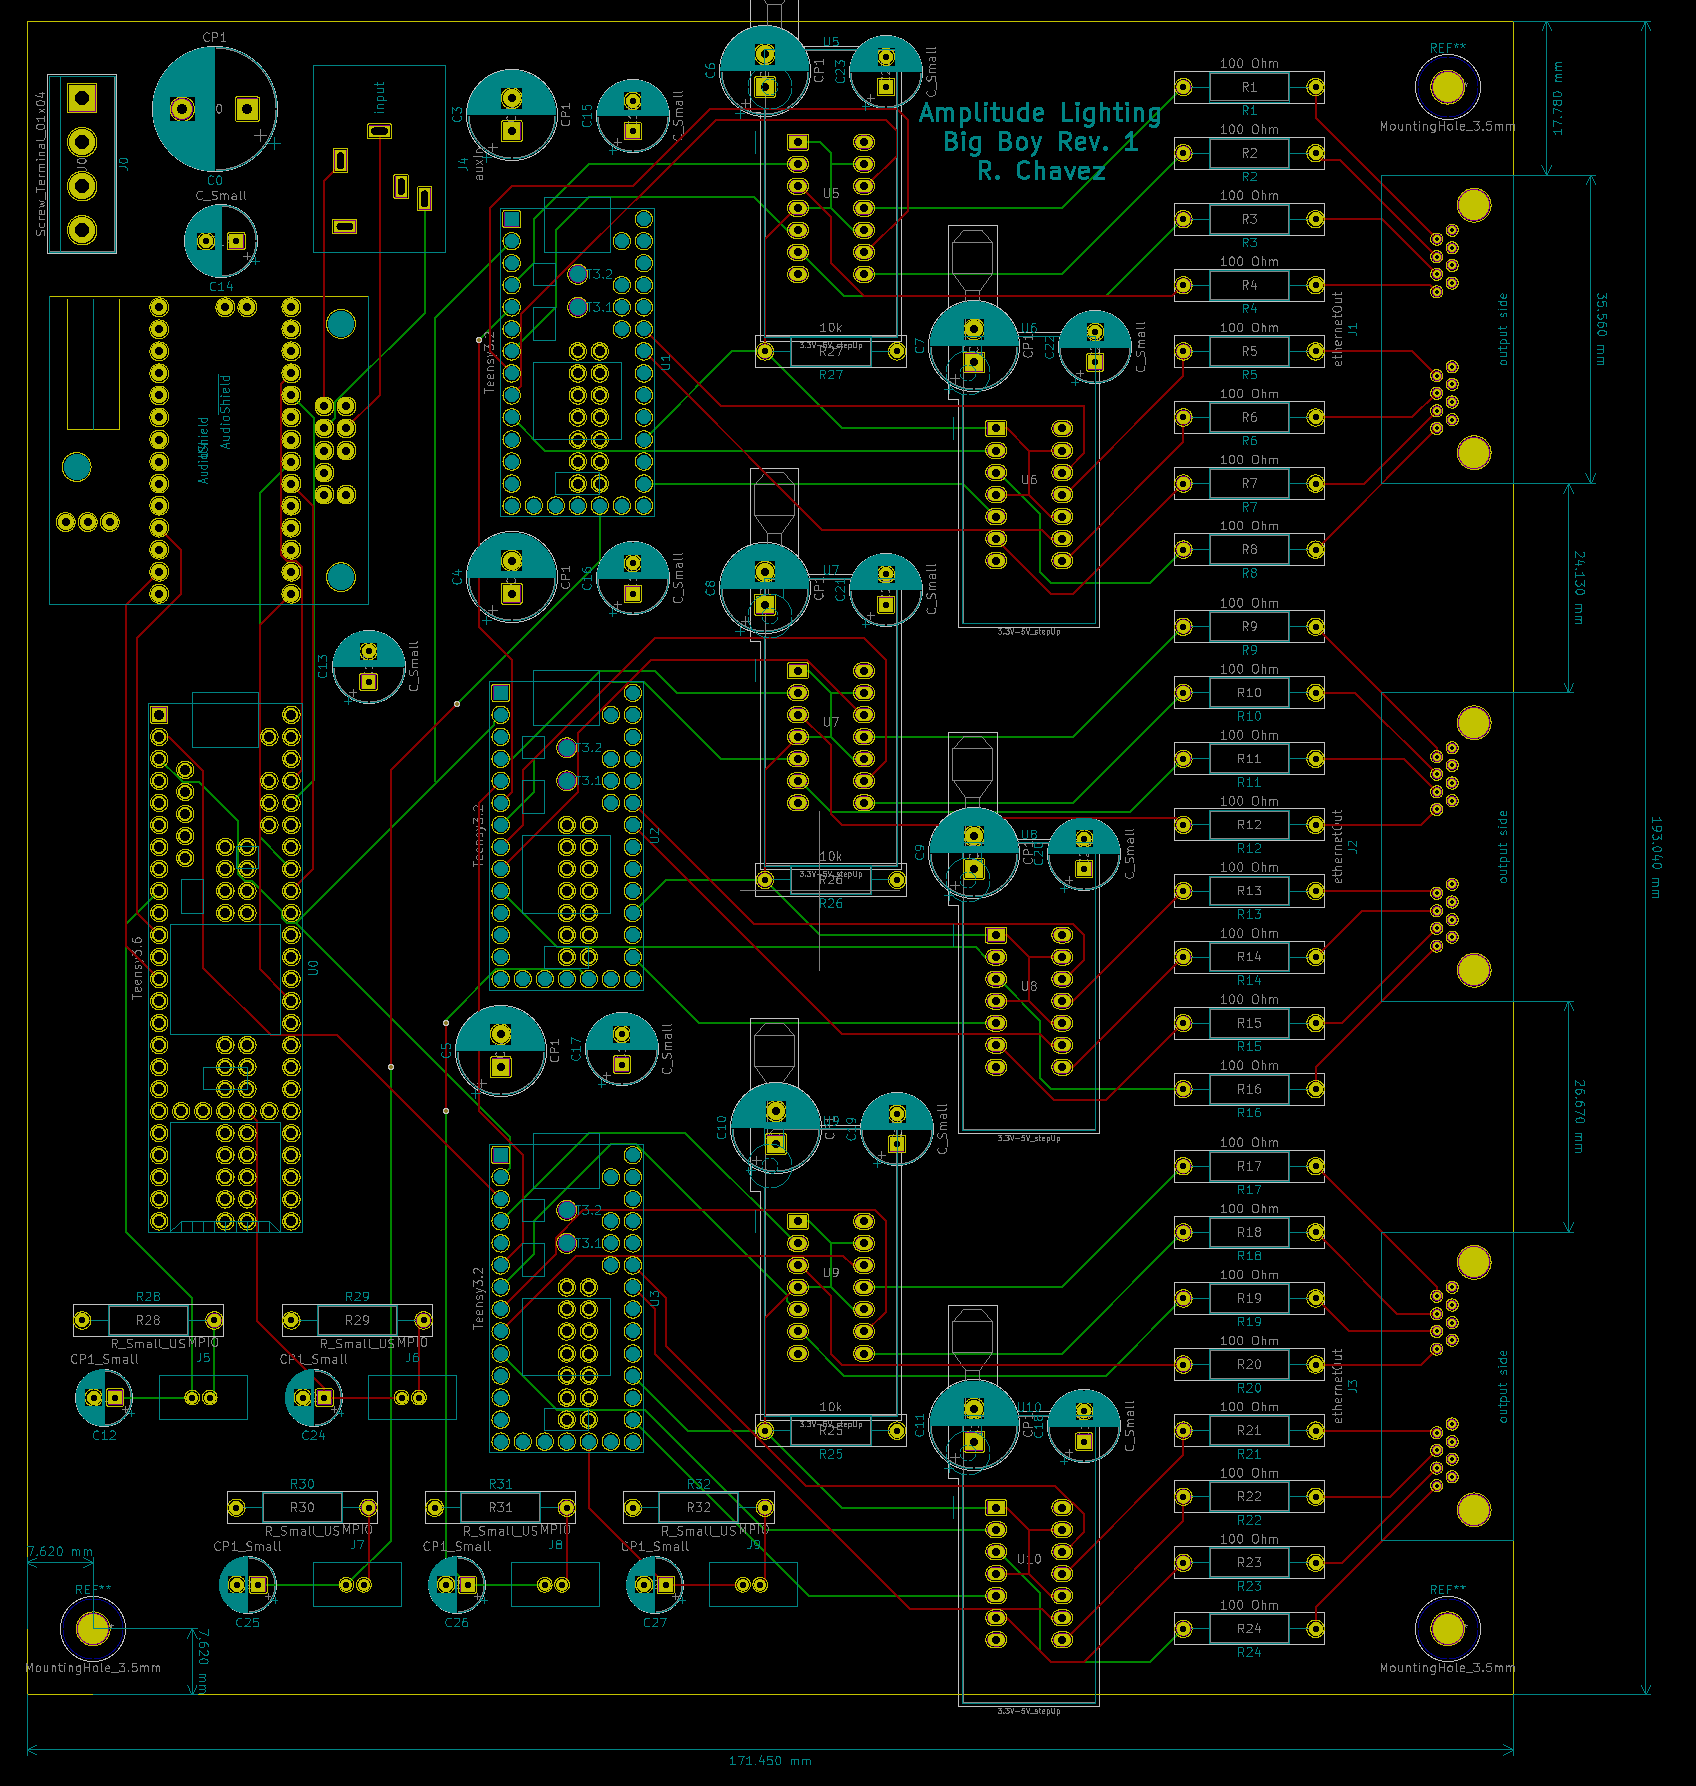 Amplitude Lighting
Big Boy Rev. 1
R. Chavez
CP1
C0
C_Small
C14
Screw_Terminal_01x04
J0
input
J4
C3
CP1
C15
C_Small
C6
CP1
U5
C23
C_Small
U5
10k
3.3V-5V_stepUp
R27
R27
AudioShield
AudioShield
T3.2
T3.1
Teensy3.2
U1
C4
CP1
C16
C_Small
C13
C_Small
C7
C22
C_Small
U6
3.3V-5V_stepUp
C8
U7
C21
C_Small
U7
10k
3.3V-5V_stepUp
R26
R26
T3.2
T3.1
Teensy3.2
U2
Teensy3.6
U0
C5
CP1
C17
C_Small
C9
U8
C_Small
U8
3.3V-5V_stepUp
C10
C19
C_Small
U9
10k
3.3V-5V_stepUp
R25
R25
T3.2
T3.1
Teensy3.2
U3
C11
U10
C18
C_Small
U10
3.3V-5V_stepUp
100 Ohm
R1
R1
100 Ohm
R2
R2
100 Ohm
R3
R3
100 Ohm
R4
R4
100 Ohm
R5
R5
100 Ohm
R6
R6
100 Ohm
R7
R7
100 Ohm
R8
R8
100 Ohm
R9
R9
100 Ohm
R10
R10
100 Ohm
R11
R11
100 Ohm
R12
R12
100 Ohm
R13
R13
100 Ohm
R14
R14
100 Ohm
R15
R15
100 Ohm
R16
R16
100 Ohm
R17
R17
100 Ohm
R18
R18
100 Ohm
R19
R19
100 Ohm
R20
R20
100 Ohm
R21
R21
100 Ohm
R22
R22
100 Ohm
R23
R23
100 Ohm
R24
R24
ethernetOut
J1
output side
ethernetOut
J2
output side
ethernetOut
J3
output side
REF**
MountingHole_3.5mm
17.780 mm
35.560 mm
24.130 mm
193.040 mm
26.670 mm
R28
R28
R_Small_US
MPIO
J5
CP1_Small
C12
R29
R29
R_Small_US
MPIO
J6
CP1_Small
C24
R30
R30
R_Small_US
MPIO
J7
CP1_Small
C25
R31
R31
R_Small_US
MPIO
J8
CP1_Small
C26
R32
R32
R_Small_US
MPIO
J9
CP1_Small
C27
7.620 mm
REF**
MountingHole_3.5mm
7.620 mm
REF**
MountingHole_3.5mm
171.450 mm